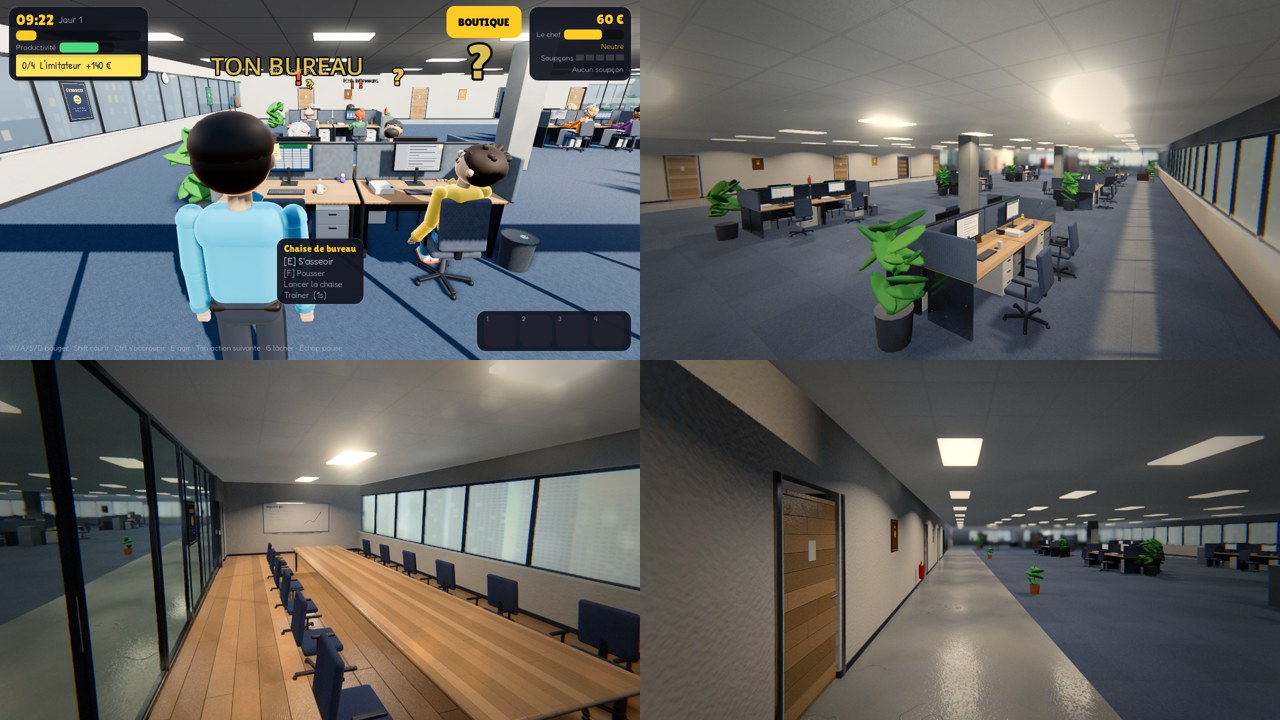 09:22 Jour 1
Productivité
0/4 L'imitateur +140 €
BOUTIQUE
?
60 €
Le chef
Neutre
Soupçons
Aucun soupçon
TON BUREAU
Chaise de bureau
[E] S'asseoir
[F] Pousser
Lancer la chaise
Traîner (1s)
1 2 3 4